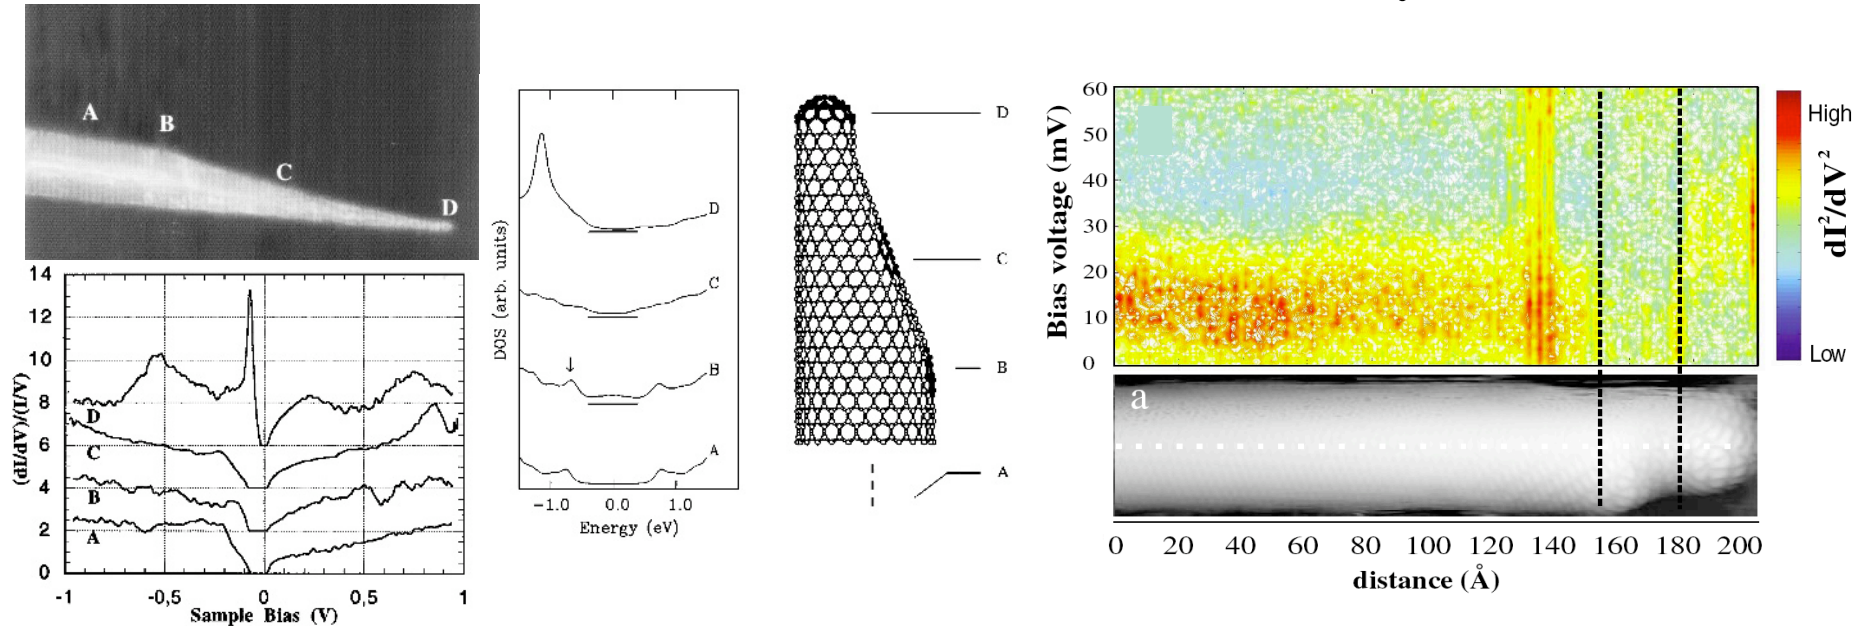 A
B
C
D
14
12
10
8
6
4
2
0
(dI/dV)/(I/V)
D
C
B
A
-1
-0,5
0
0,5
1
Sample Bias (V)
DOS (arb. units)
D
C
B
A
-1.0
0.0
1.0
Energy (eV)
D
C
B
A
60
50
40
30
20
10
0
Bias voltage (mV)
High
Low
dI²/dV²
a
0 20 40 60 80 100 120 140 160 180 200
distance (Å)